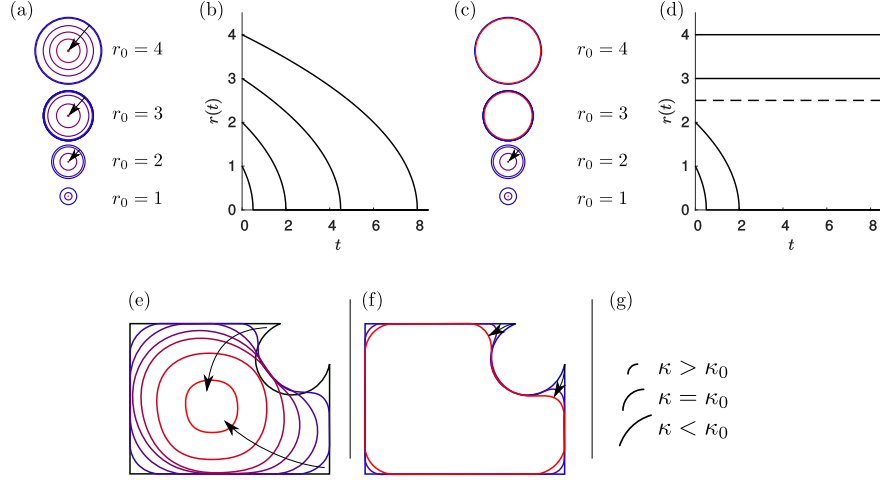 (a)
r₀ = 4
r₀ = 3
r₀ = 2
r₀ = 1
(b)
r(t)
4
3
2
1
0
0 2 4 6 8
t
(c)
r₀ = 4
r₀ = 3
r₀ = 2
r₀ = 1
(d)
r(t)
4
3
2
1
0
0 2 4 6 8
t
(e)
(f)
(g)
κ > κ₀
κ = κ₀
κ < κ₀